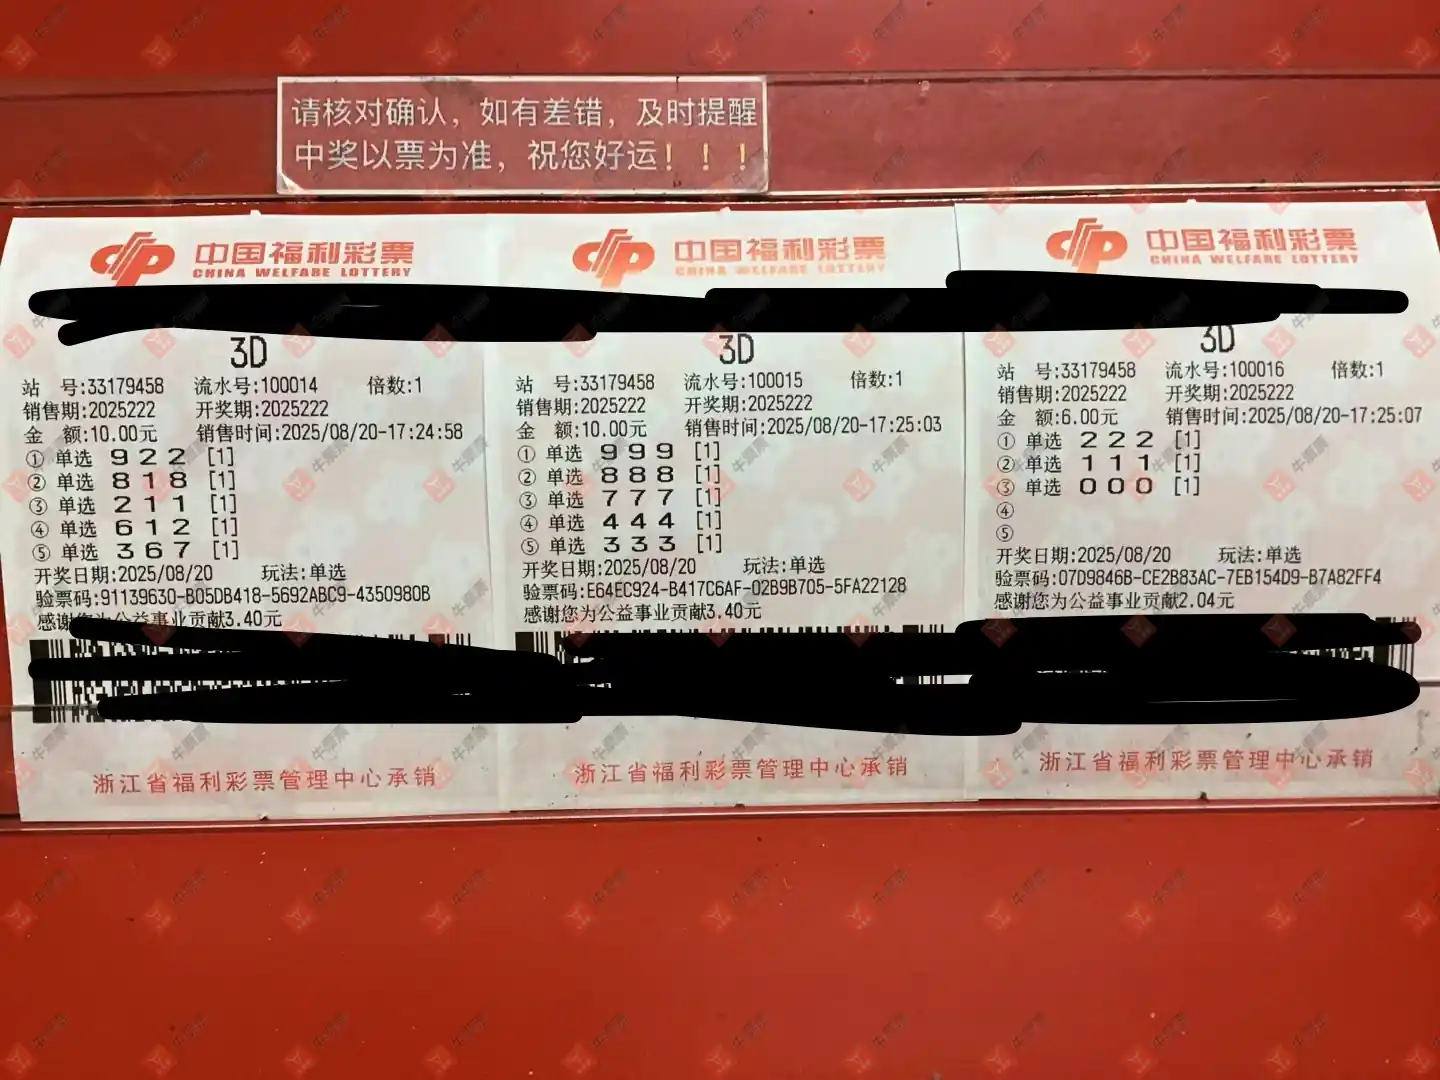 请核对确认，如有差错，及时提醒
中奖以票为准，祝您好运！！！
中国福利彩票
CHINA WELFARE LOTTERY
3D
站 号:33179458 流水号:100014 倍数:1
销售期:2025222 开奖期:2025222
金 额:10.00元 销售时间:2025/08/20-17:24:58
① 单选 9 2 2 [1]
② 单选 8 1 8 [1]
③ 单选 2 1 1 [1]
④ 单选 6 1 2 [1]
⑤ 单选 3 6 7 [1]
开奖日期:2025/08/20 玩法:单选
验票码:91139630-B05DB418-5692ABC9-4350980B
感谢您为公益事业贡献3.40元
浙江省福利彩票管理中心承销
中国福利彩票
CHINA WELFARE LOTTERY
3D
站 号:33179458 流水号:100015 倍数:1
销售期:2025222 开奖期:2025222
金 额:10.00元 销售时间:2025/08/20-17:25:03
① 单选 9 9 9 [1]
② 单选 8 8 8 [1]
③ 单选 7 7 7 [1]
④ 单选 4 4 4 [1]
⑤ 单选 3 3 3 [1]
开奖日期:2025/08/20 玩法:单选
验票码:E64EC924-B417C6AF-02B9B705-5FA22128
感谢您为公益事业贡献3.40元
浙江省福利彩票管理中心承销
中国福利彩票
CHINA WELFARE LOTTERY
3D
站 号:33179458 流水号:100016 倍数:1
销售期:2025222 开奖期:2025222
金 额:6.00元 销售时间:2025/08/20-17:25:07
① 单选 2 2 2 [1]
② 单选 1 1 1 [1]
③ 单选 0 0 0 [1]
④
⑤
开奖日期:2025/08/20 玩法:单选
验票码:07D9846B-CE2B83AC-7EB154D9-B7A82FF4
感谢您为公益事业贡献2.04元
浙江省福利彩票管理中心承销